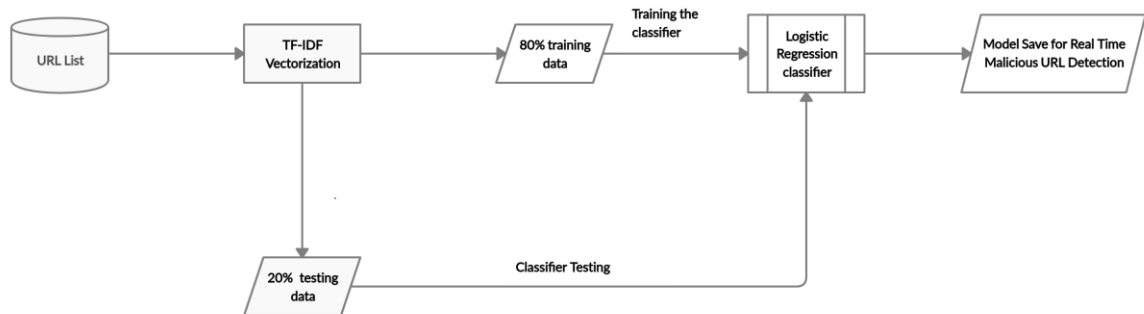 URL List
TF-IDF
Vectorization
80% training
data
Training the
classifier
Logistic
Regression
classifier
Model Save for Real Time
Malicious URL Detection
20% testing
data
Classifier Testing